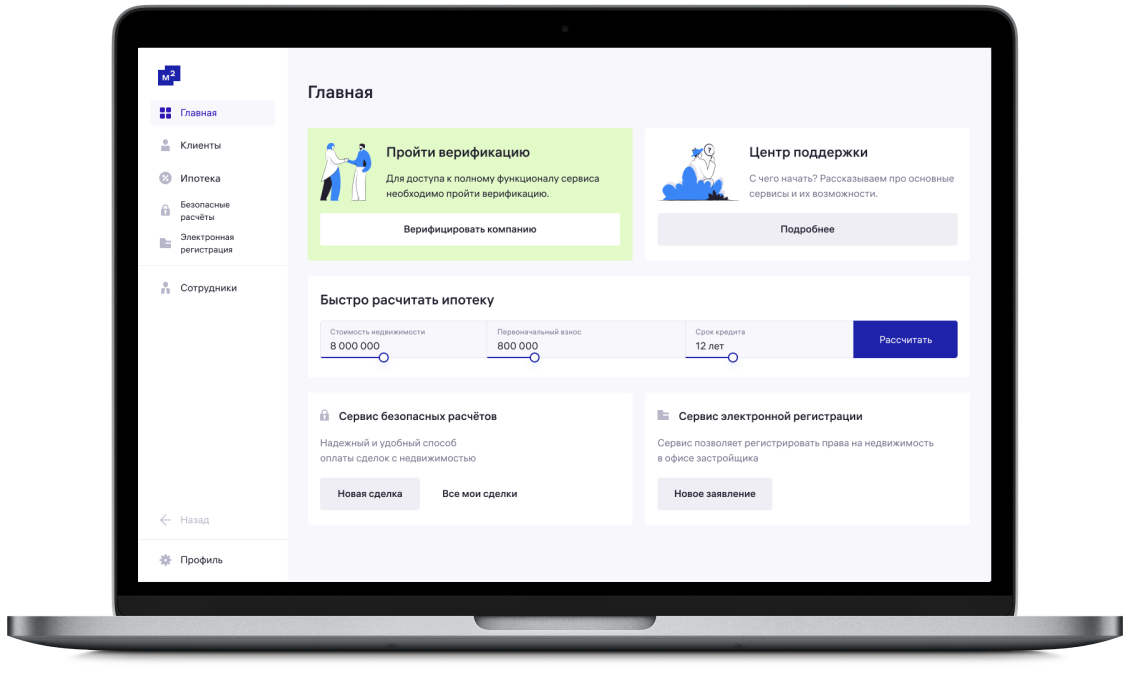 м²
Главная
Клиенты
Ипотека
Безопасные
расчёты
Электронная
регистрация
Сотрудники
Назад
Профиль
Главная
Пройти верификацию
Для доступа к полному функционалу сервиса
необходимо пройти верификацию.
Верифицировать компанию
?
Центр поддержки
С чего начать? Рассказываем про основные
сервисы и их возможности.
Подробнее
Быстро расчитать ипотеку
Стоимость недвижимости
8 000 000
Первоначальный взнос
800 000
Срок кредита
12 лет
Рассчитать
Сервис безопасных расчётов
Надежный и удобный способ
оплаты сделок с недвижимостью
Новая сделка
Все мои сделки
Сервис электронной регистрации
Сервис позволяет регистрировать права на недвижимость
в офисе застройщика
Новое заявление